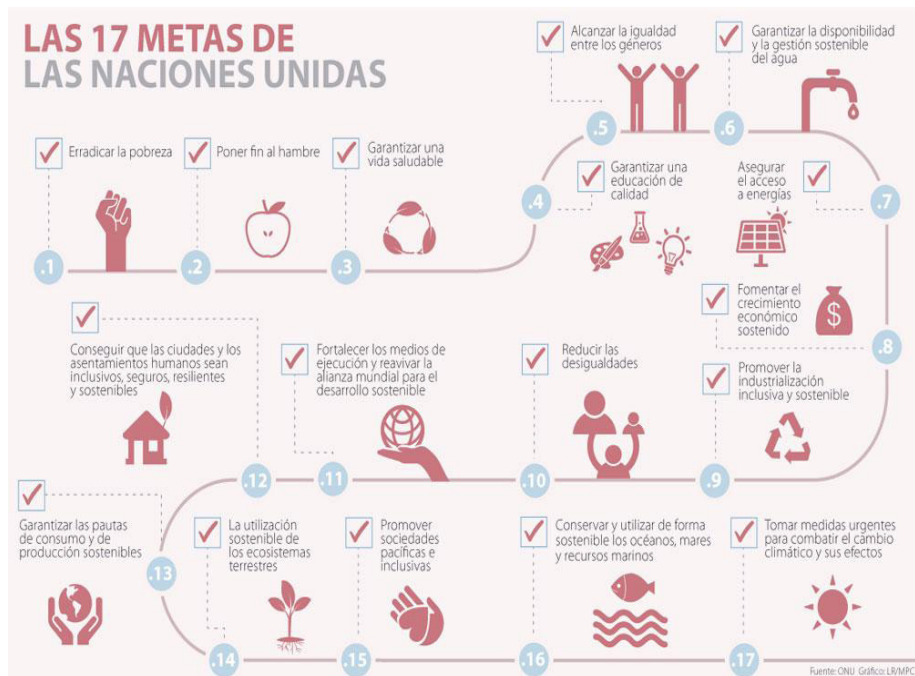 LAS 17 METAS DE
LAS NACIONES UNIDAS
.1
Erradicar la pobreza
.2
Poner fin al hambre
.3
Garantizar una
vida saludable
.4
Garantizar una
educación de
calidad
.5
Alcanzar la igualdad
entre los géneros
.6
Garantizar la disponibilidad
y la gestión sostenible
del agua
.7
Asegurar
el acceso
a energías
.8
Fomentar el
crecimiento
económico
sostenido
$
.9
Promover la
industrialización
inclusiva y sostenible
.10
Reducir las
desigualdades
.11
Fortalecer los medios de
ejecución y reavivar la
alianza mundial para el
desarrollo sostenible
.12
Conseguir que las ciudades y los
asentamientos humanos sean
inclusivos, seguros, resilientes
y sostenibles
.13
Garantizar las pautas
de consumo y de
producción sostenibles
.14
La utilización
sostenible de
los ecosistemas
terrestres
.15
Promover
sociedades
pacíficas e
inclusivas
.16
Conservar y utilizar de forma
sostenible los océanos, mares
y recursos marinos
.17
Tomar medidas urgentes
para combatir el cambio
climático y sus efectos
Fuente: ONU Gráfico: LR/MPC